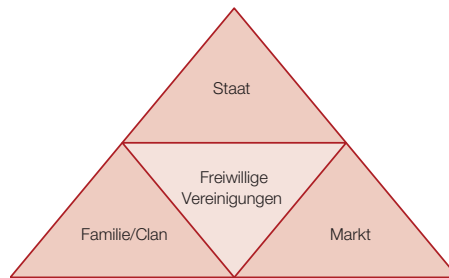 Staat
Freiwillige
Vereinigungen
Familie/Clan
Markt